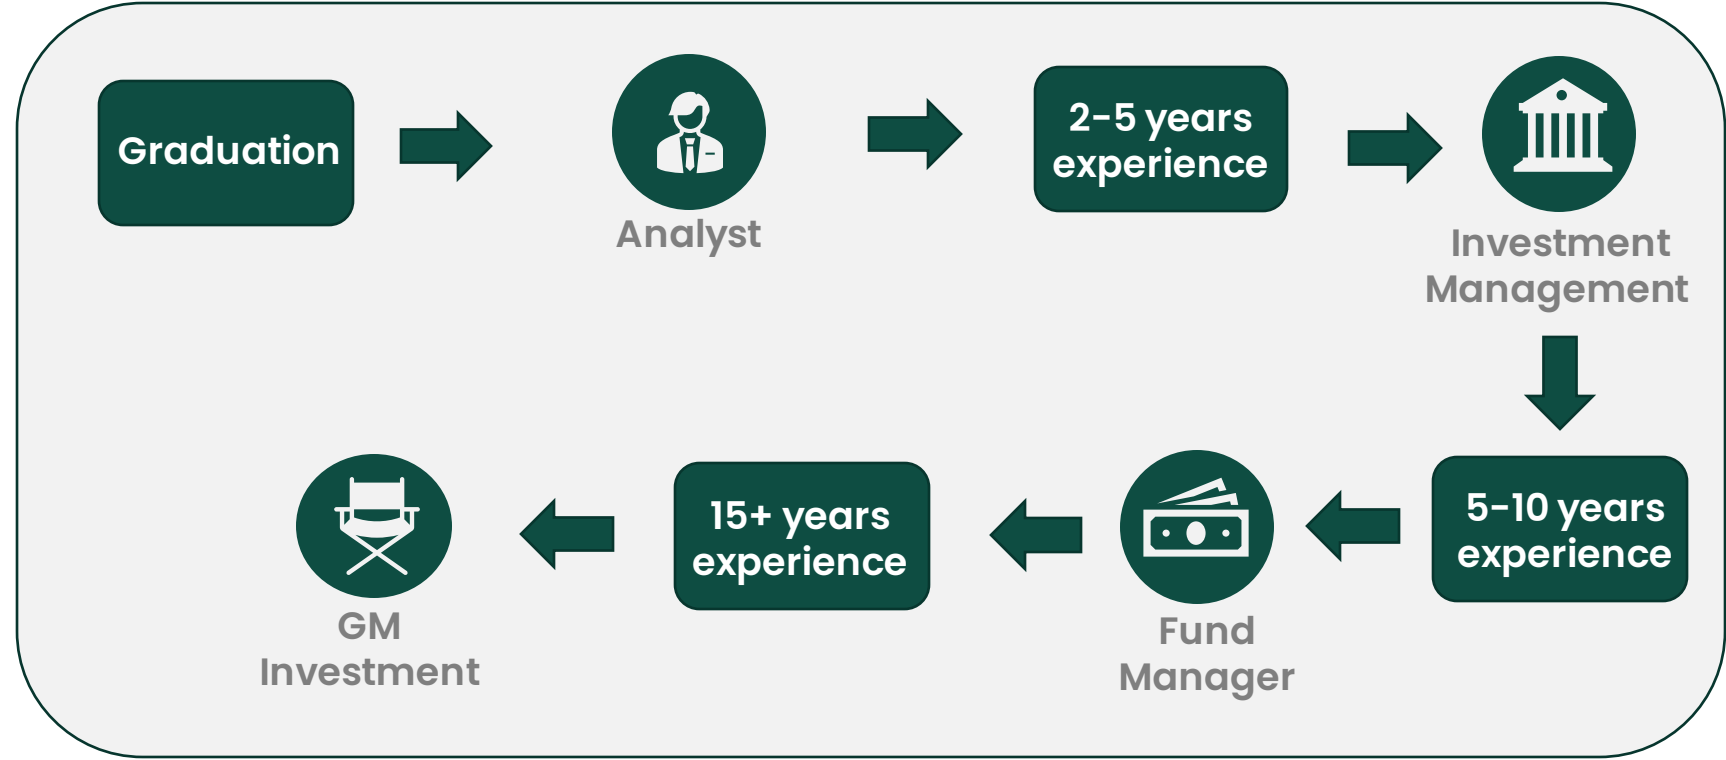 Graduation
Analyst
2-5 years
experience
Investment
Management
5-10 years
experience
Fund
Manager
15+ years
experience
GM
Investment